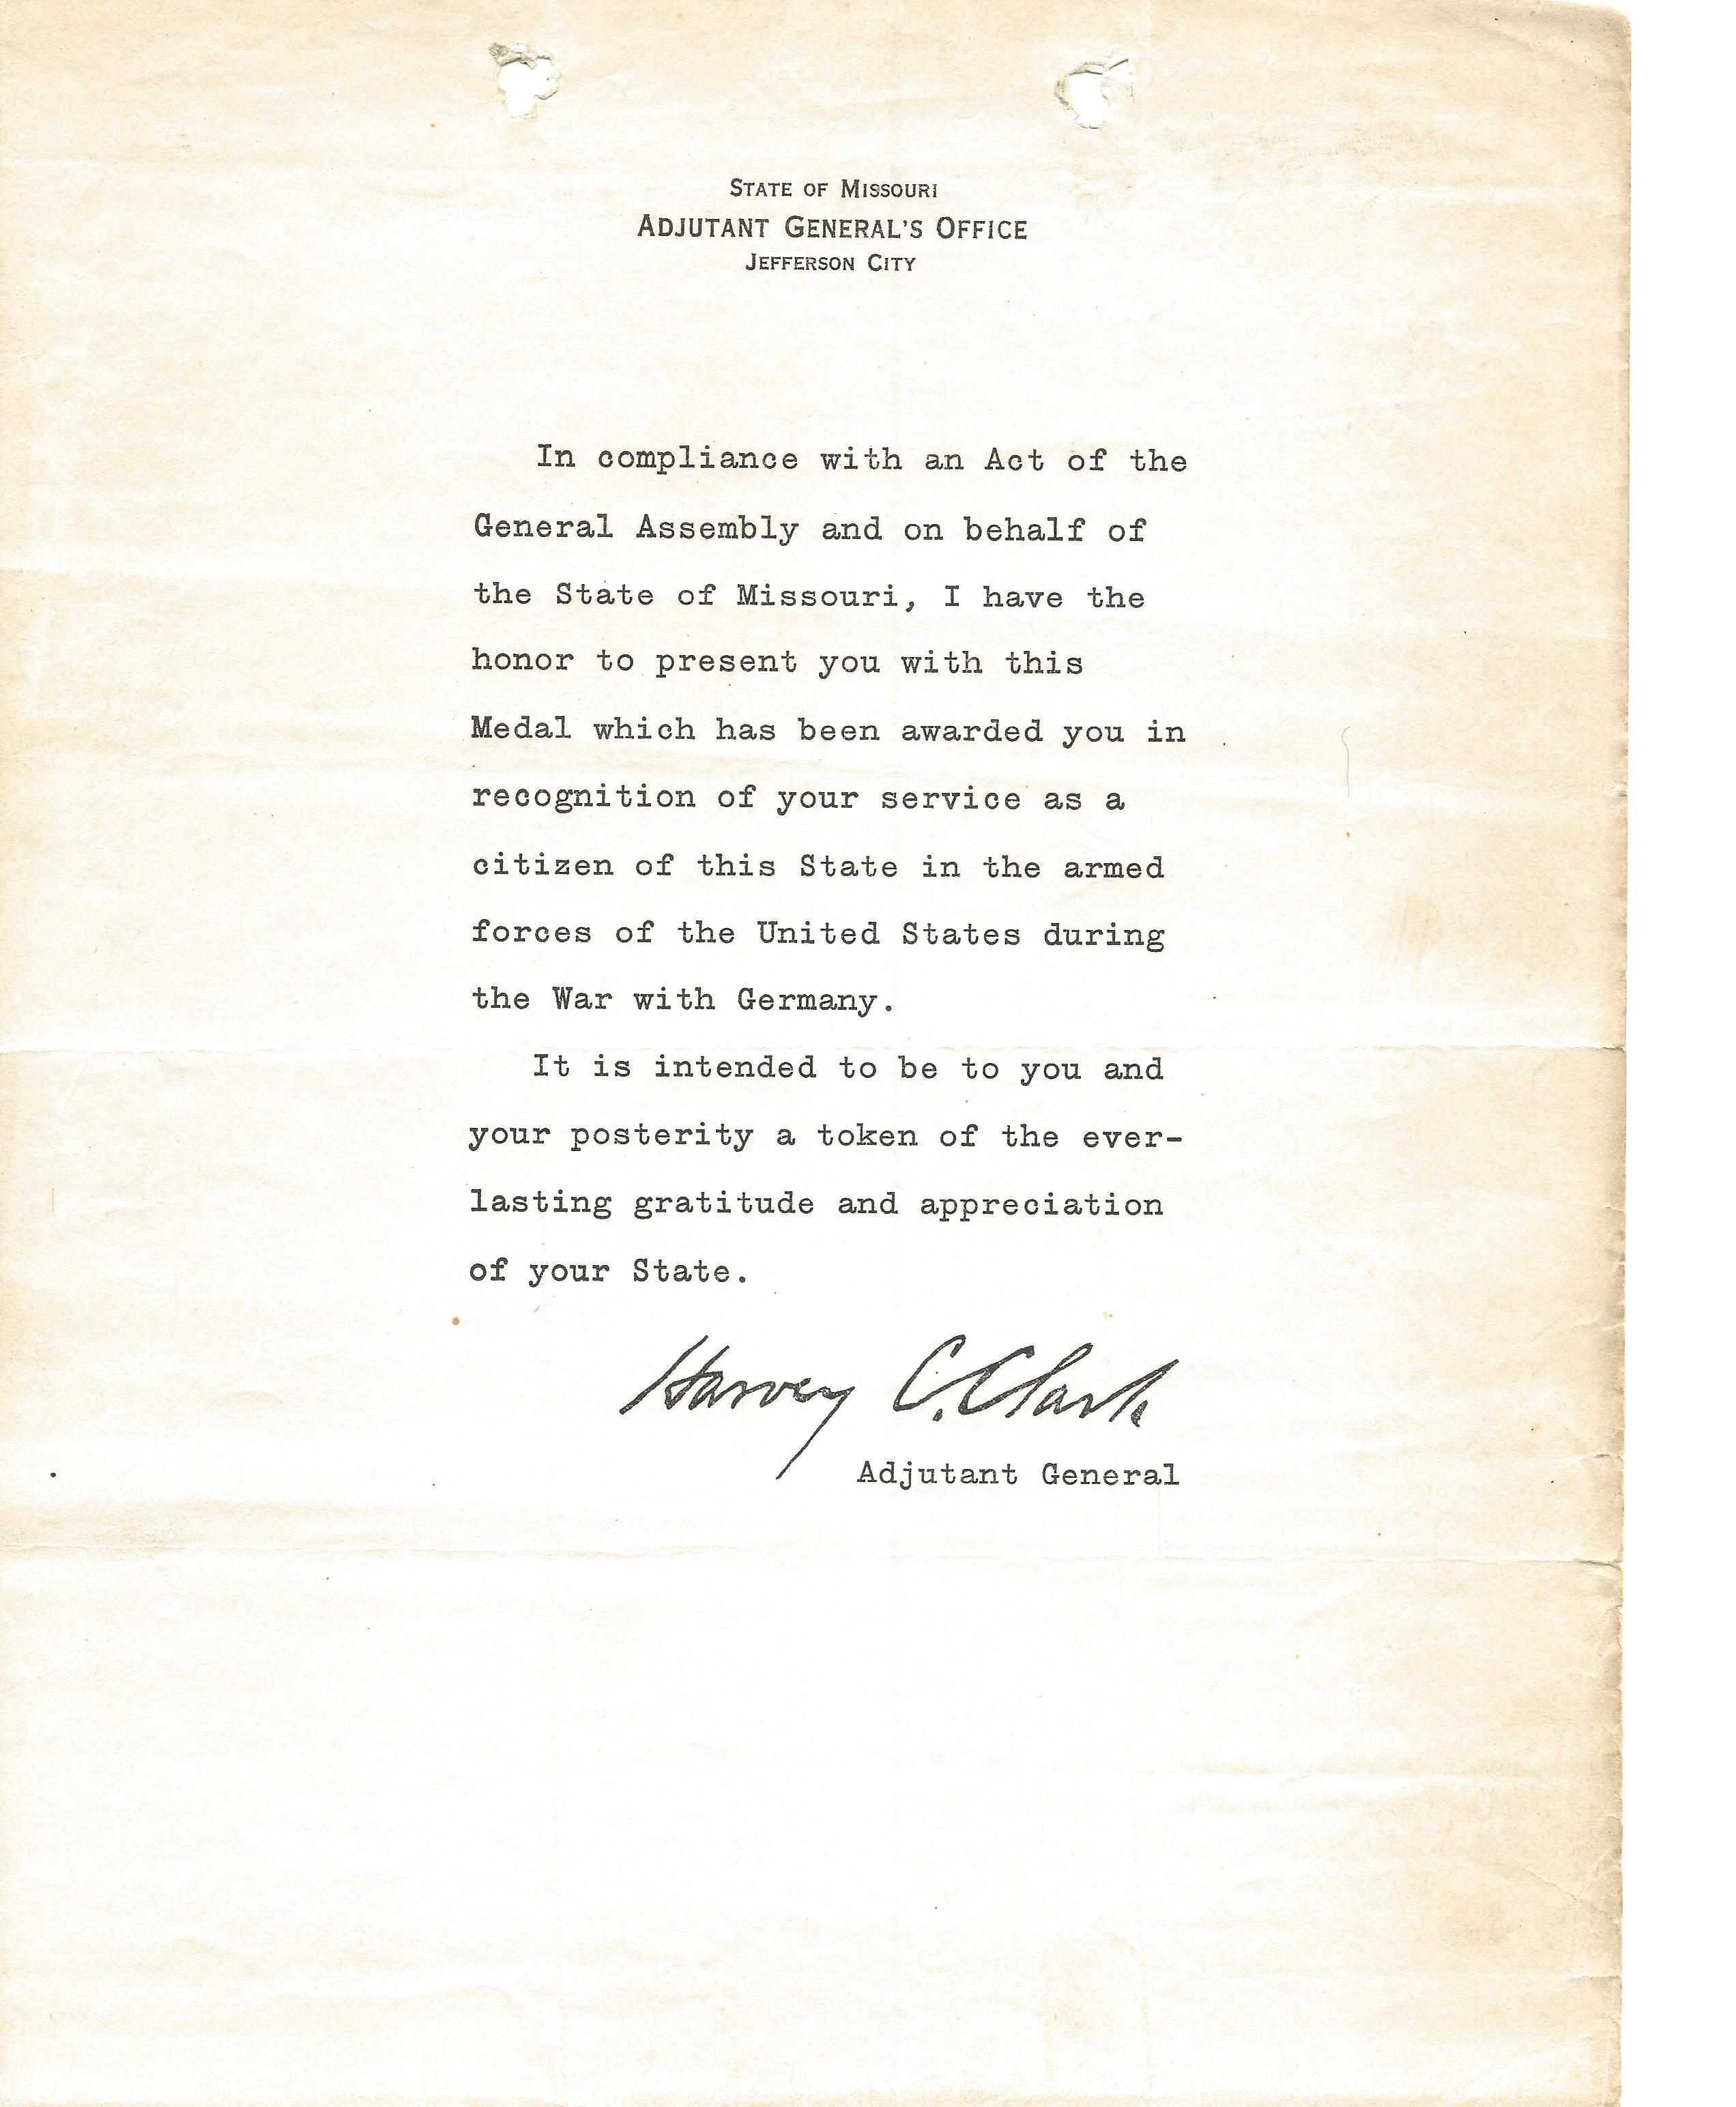 STATE OF MISSOURI
ADJUTANT GENERAL'S OFFICE
JEFFERSON CITY
In compliance with an Act of the
General Assembly and on behalf of
the State of Missouri, I have the
honor to present you with this
Medal which has been awarded you in
recognition of your service as a
citizen of this State in the armed
forces of the United States during
the War with Germany.
It is intended to be to you and
your posterity a token of the ever-
lasting gratitude and appreciation
of your State.
Harvey C. Clark
Adjutant General